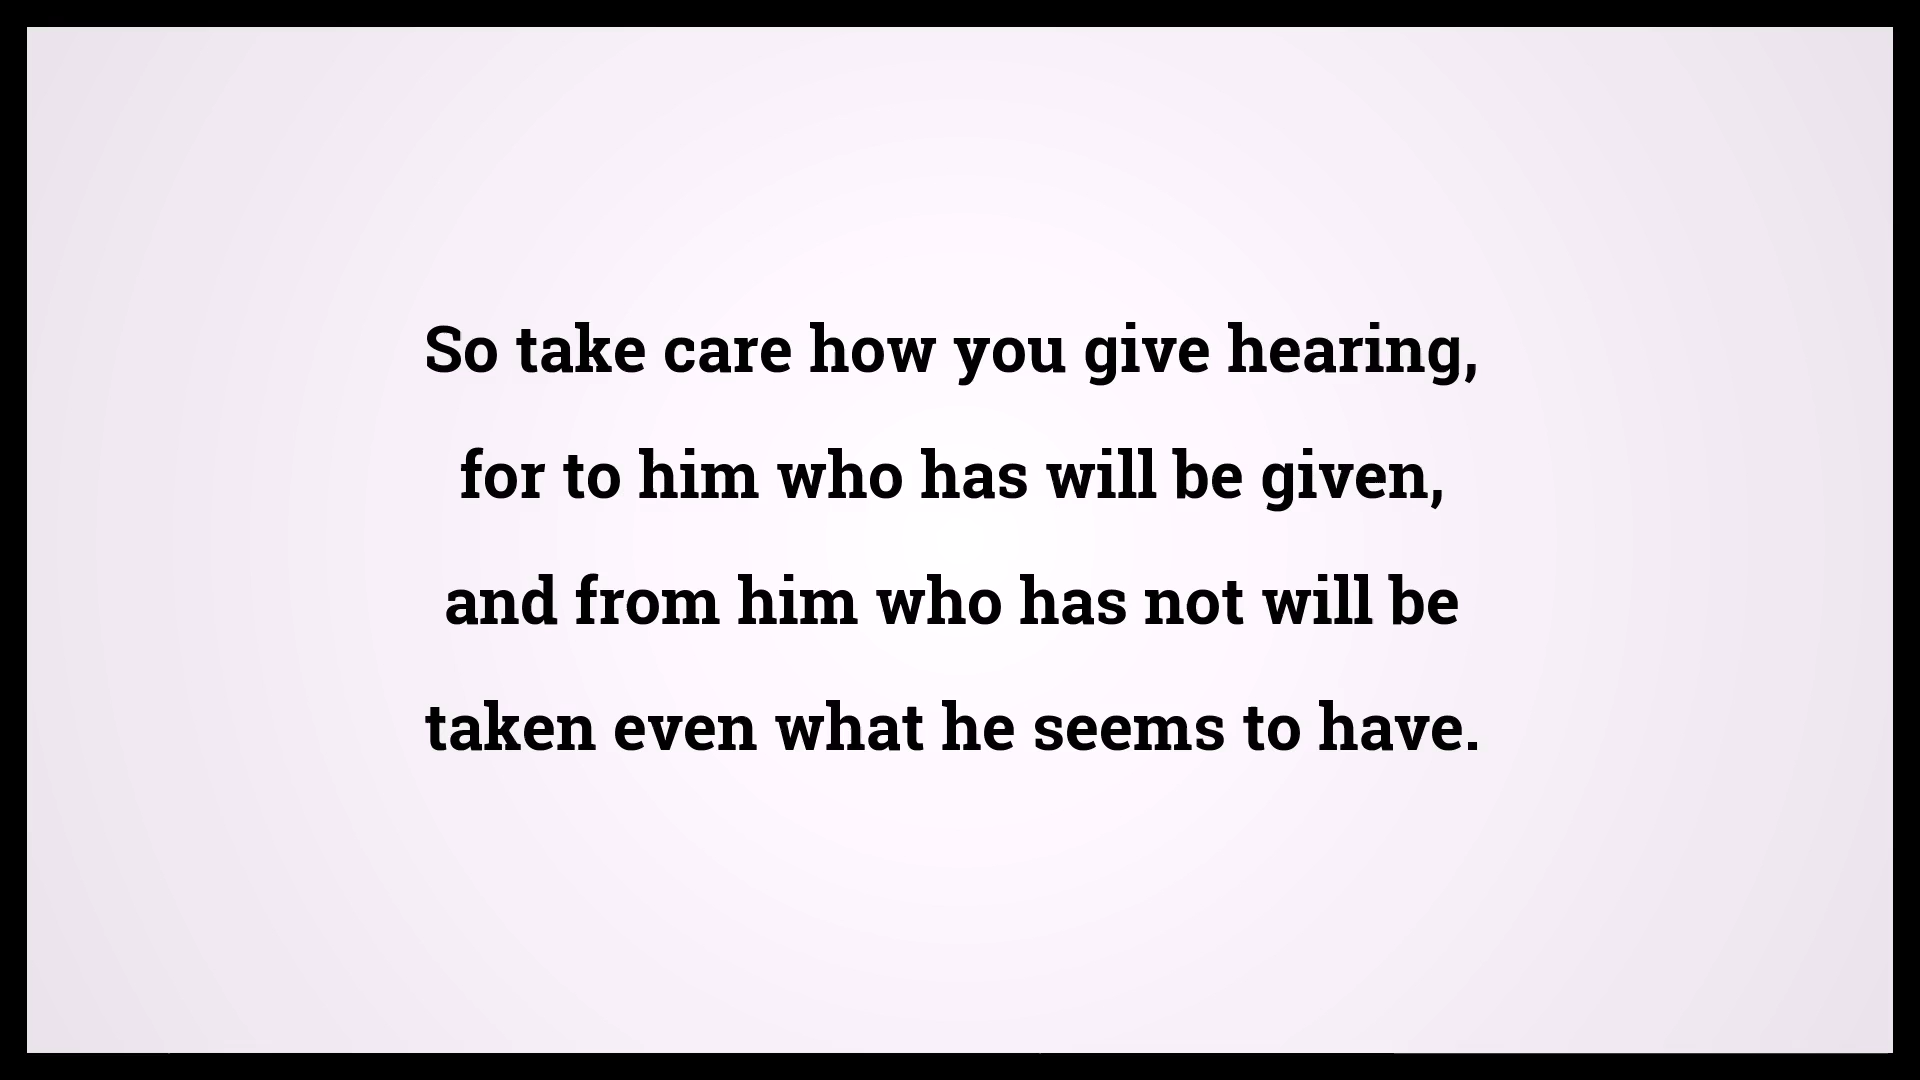 So take care how you give hearing,
for to him who has will be given,
and from him who has not will be
taken even what he seems to have.